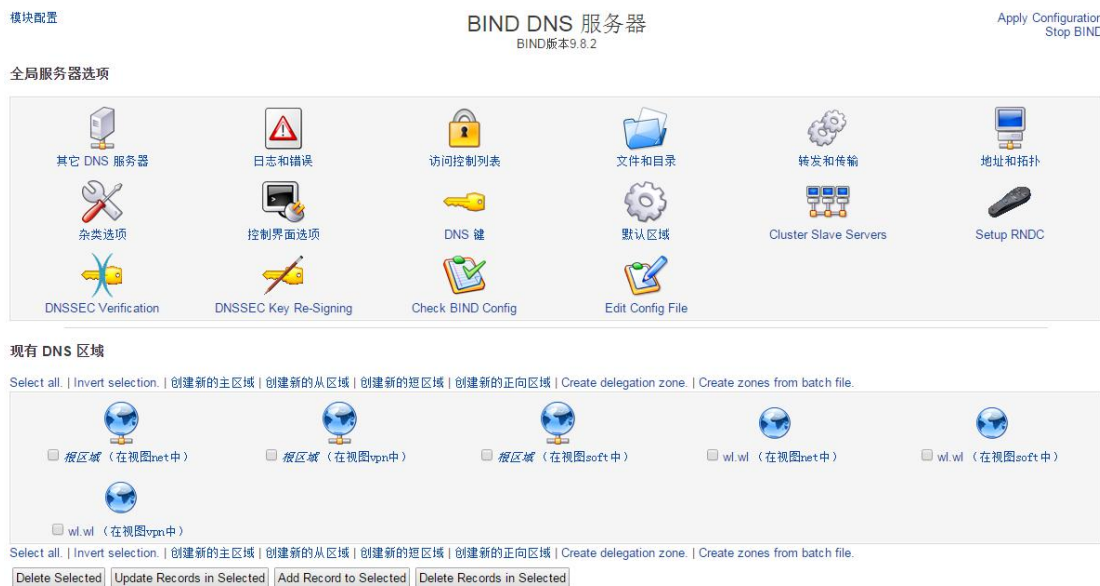 模块配置
BIND DNS 服务器
BIND版本9.8.2
Apply Configuration
Stop BIND
全局服务器选项
其它 DNS 服务器
日志和错误
访问控制列表
文件和目录
转发和传输
地址和拓扑
杂类选项
控制界面选项
DNS 键
默认区域
Cluster Slave Servers
Setup RNDC
DNSSEC Verification
DNSSEC Key Re-Signing
Check BIND Config
Edit Config File
现有 DNS 区域
Select all. | Invert selection. | 创建新的主区域 | 创建新的从区域 | 创建新的短区域 | 创建新的正向区域 | Create delegation zone. | Create zones from batch file.
根区域 （在视图net中）
根区域 （在视图vpn中）
根区域 （在视图soft中）
wl.wl （在视图net中）
wl.wl （在视图soft中）
wl.wl （在视图vpn中）
Select all. | Invert selection. | 创建新的主区域 | 创建新的从区域 | 创建新的短区域 | 创建新的正向区域 | Create delegation zone. | Create zones from batch file.
Delete Selected Update Records in Selected Add Record to Selected Delete Records in Selected